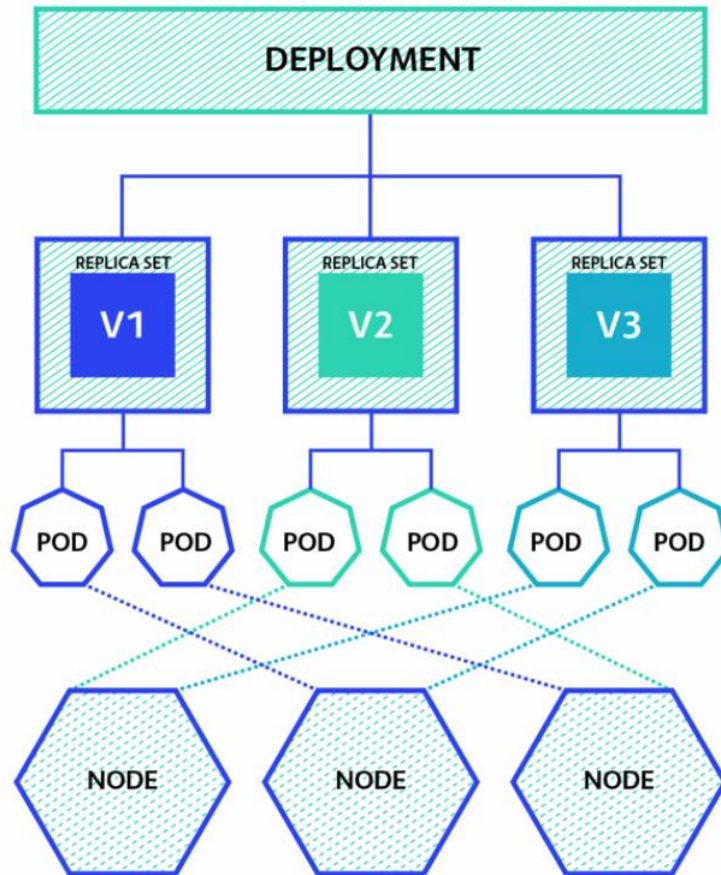 DEPLOYMENT
REPLICA SET
V1
REPLICA SET
V2
REPLICA SET
V3
POD
POD
POD
POD
POD
POD
NODE
NODE
NODE